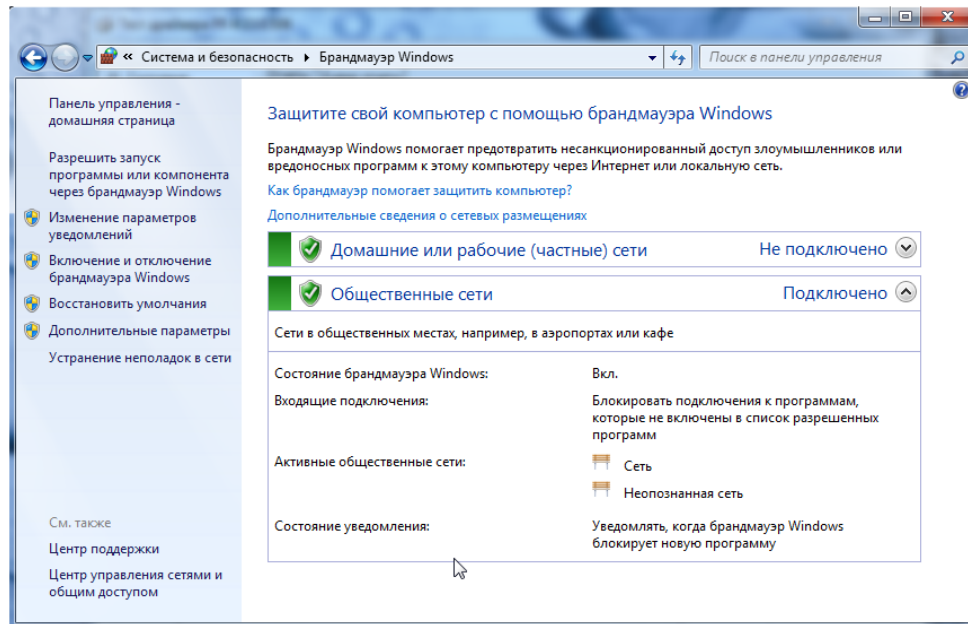 « Система и безопасность ▸ Брандмауэр Windows
Поиск в панели управления
Панель управления -
домашняя страница
Разрешить запуск
программы или компонента
через брандмауэр Windows
Изменение параметров
уведомлений
Включение и отключение
брандмауэра Windows
Восстановить умолчания
Дополнительные параметры
Устранение неполадок в сети
См. также
Центр поддержки
Центр управления сетями и
общим доступом
Защитите свой компьютер с помощью брандмауэра Windows
Брандмауэр Windows помогает предотвратить несанкционированный доступ злоумышленников или
вредоносных программ к этому компьютеру через Интернет или локальную сеть.
Как брандмауэр помогает защитить компьютер?
Дополнительные сведения о сетевых размещениях
Домашние или рабочие (частные) сети Не подключено
Общественные сети Подключено
Сети в общественных местах, например, в аэропортах или кафе
Состояние брандмауэра Windows: Вкл.
Входящие подключения: Блокировать подключения к программам,
которые не включены в список разрешенных
программ
Активные общественные сети: Сеть
Неопознанная сеть
Состояние уведомления: Уведомлять, когда брандмауэр Windows
блокирует новую программу